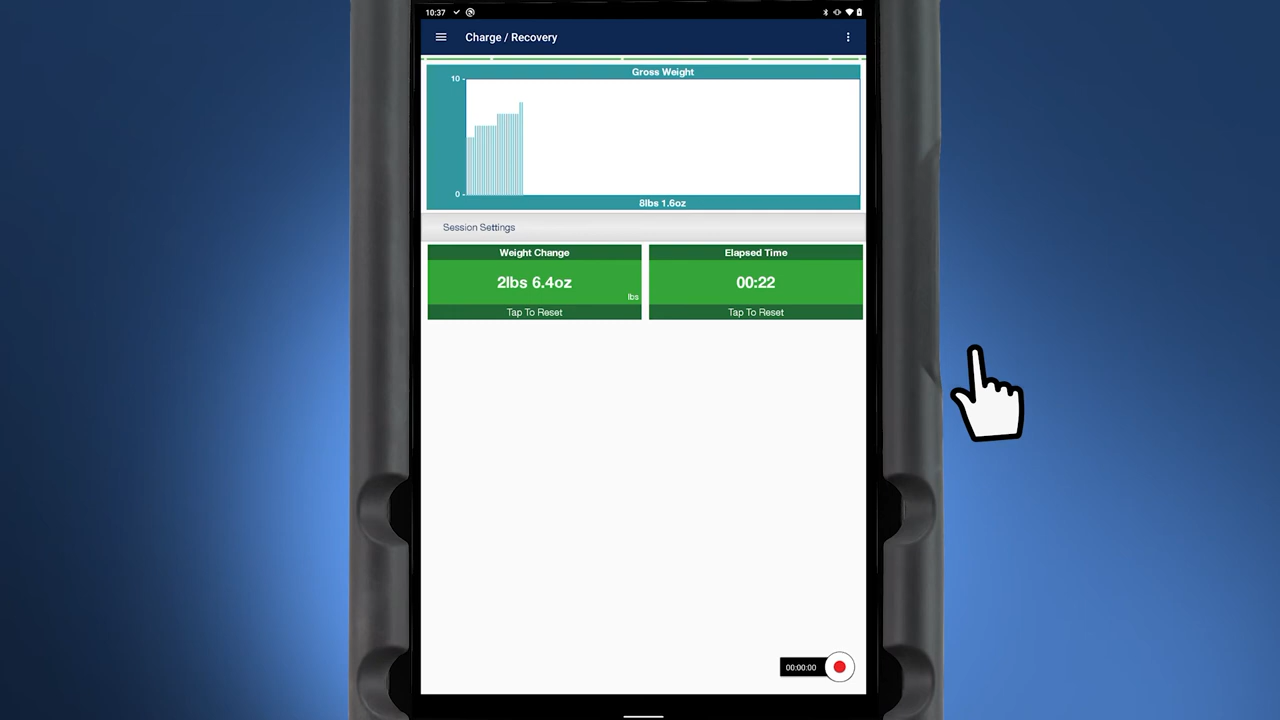 10:37
Charge / Recovery
Gross Weight
10
0
8lbs 1.6oz
Session Settings
Weight Change
2lbs 6.4oz
lbs
Tap To Reset
Elapsed Time
00:22
Tap To Reset
00:00:00